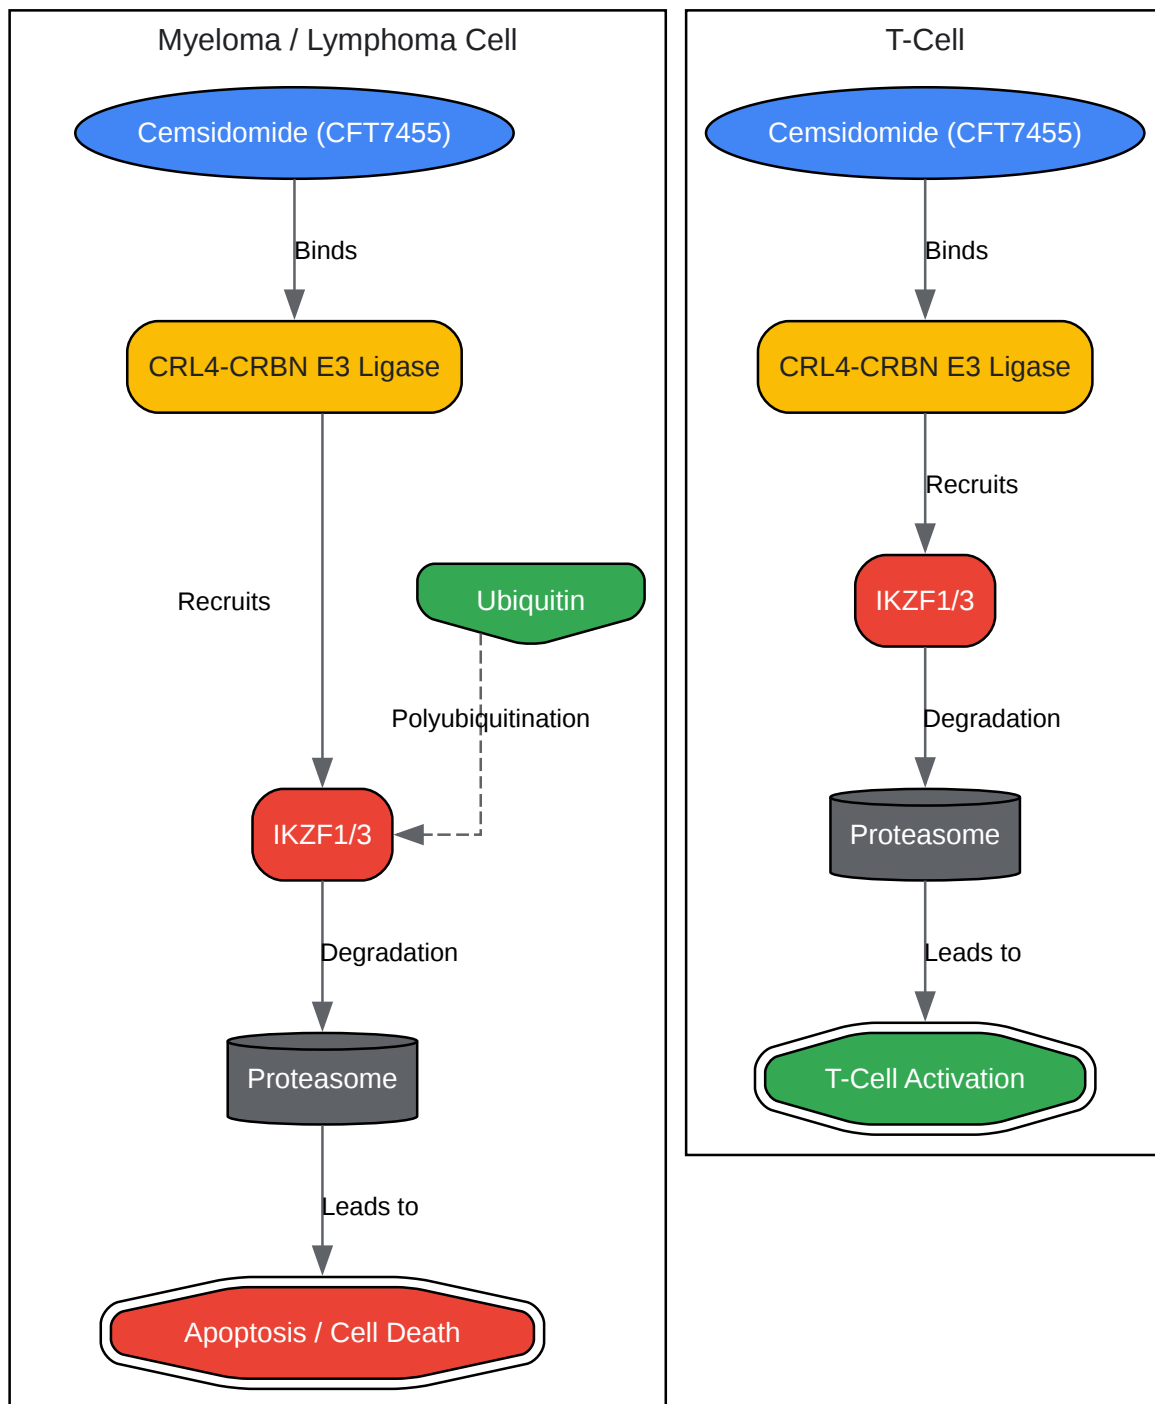 Myeloma / Lymphoma Cell
Cemsidomide (CFT7455)
Binds
CRL4-CRBN E3 Ligase
Recruits
Ubiquitin
Polyubiquitination
IKZF1/3
Degradation
Proteasome
Leads to
Apoptosis / Cell Death
T-Cell
Cemsidomide (CFT7455)
Binds
CRL4-CRBN E3 Ligase
Recruits
IKZF1/3
Degradation
Proteasome
Leads to
T-Cell Activation